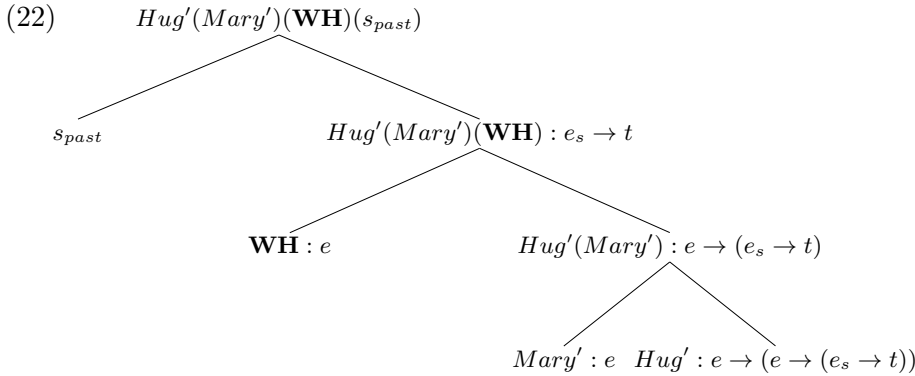 (22) Hug′(Mary′)(WH)(s_past)
s_past Hug′(Mary′)(WH) : e_s → t
WH : e Hug′(Mary′) : e → (e_s → t)
Mary′ : e Hug′ : e → (e → (e_s → t))